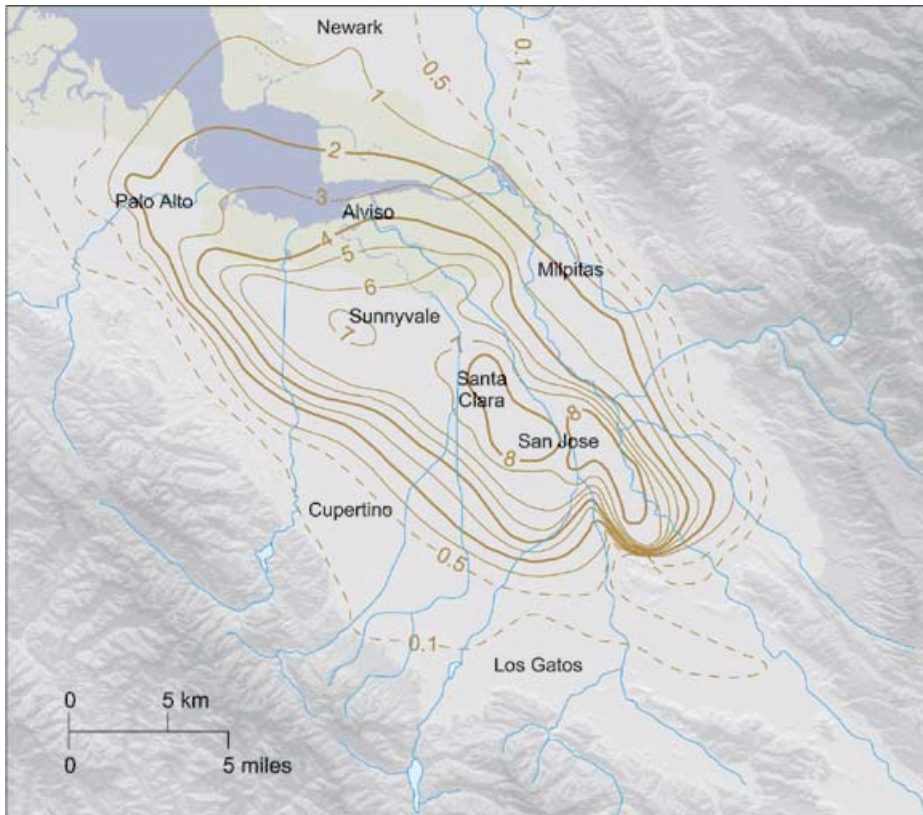 Newark
0.1
0.5
1
2
Palo Alto
3
Alviso
4
5
Milpitas
6
Sunnyvale
7
7
Santa
Clara
8
San Jose
8
Cupertino
0.5
0.1
Los Gatos
0 5 km
0 5 miles